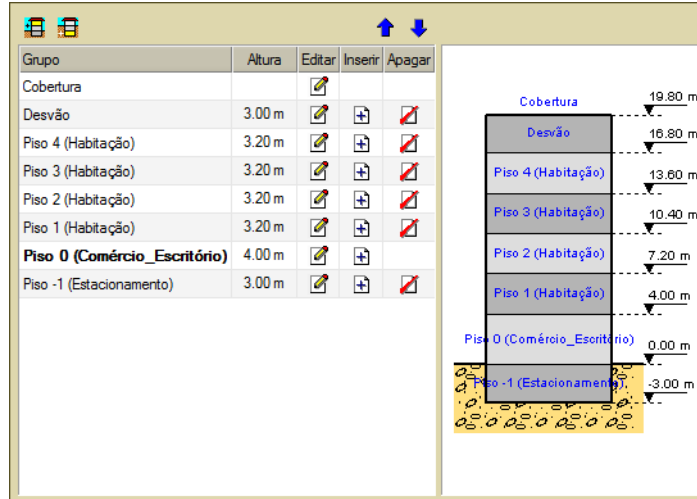 Grupo Altura Editar Inserir Apagar
Cobertura
Desvão 3.00 m
Piso 4 (Habitação) 3.20 m
Piso 3 (Habitação) 3.20 m
Piso 2 (Habitação) 3.20 m
Piso 1 (Habitação) 3.20 m
Piso 0 (Comércio_Escritório) 4.00 m
Piso -1 (Estacionamento) 3.00 m
Cobertura 19.80 m
Desvão 16.80 m
Piso 4 (Habitação) 13.60 m
Piso 3 (Habitação) 10.40 m
Piso 2 (Habitação) 7.20 m
Piso 1 (Habitação) 4.00 m
Piso 0 (Comércio_Escritório) 0.00 m
Piso -1 (Estacionamento) -3.00 m